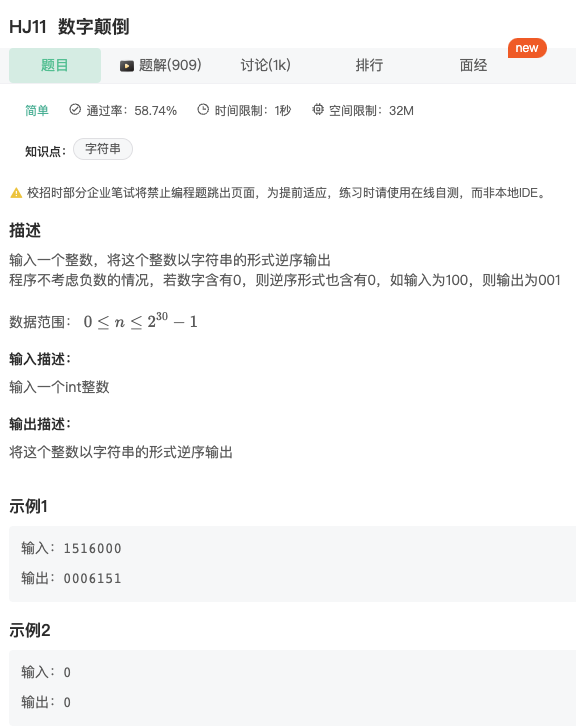 HJ11 数字颠倒
new
题目 题解(909) 讨论(1k) 排行 面经
简单 通过率：58.74% 时间限制：1秒 空间限制：32M
知识点： 字符串
校招时部分企业笔试将禁止编程题跳出页面，为提前适应，练习时请使用在线自测，而非本地IDE。
描述
输入一个整数，将这个整数以字符串的形式逆序输出
程序不考虑负数的情况，若数字含有0，则逆序形式也含有0，如输入为100，则输出为001
数据范围： 0 ≤ n ≤ 2^30 − 1
输入描述：
输入一个int整数
输出描述：
将这个整数以字符串的形式逆序输出
示例1
输入：1516000
输出：0006151
示例2
输入：0
输出：0